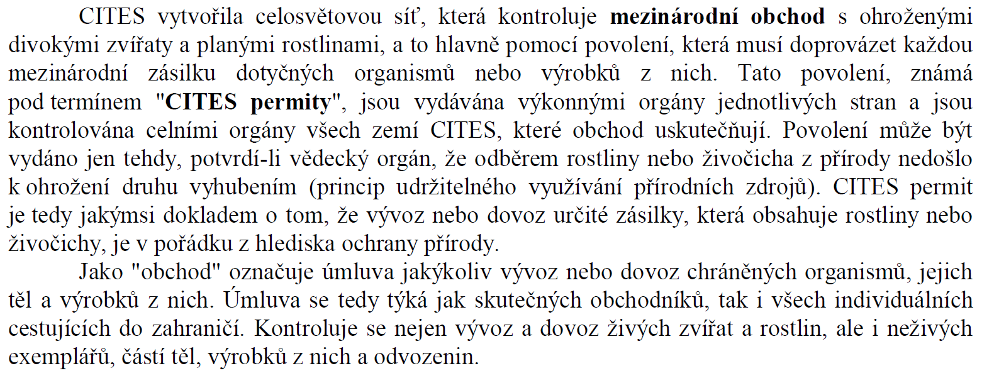 CITES vytvořila celosvětovou síť, která kontroluje mezinárodní obchod s ohroženými
divokými zvířaty a planými rostlinami, a to hlavně pomocí povolení, která musí doprovázet každou
mezinárodní zásilku dotyčných organismů nebo výrobků z nich. Tato povolení, známá
pod termínem "CITES permity", jsou vydávána výkonnými orgány jednotlivých stran a jsou
kontrolována celními orgány všech zemí CITES, které obchod uskutečňují. Povolení může být
vydáno jen tehdy, potvrdí-li vědecký orgán, že odběrem rostliny nebo živočicha z přírody nedošlo
k ohrožení druhu vyhubením (princip udržitelného využívání přírodních zdrojů). CITES permit
je tedy jakýmsi dokladem o tom, že vývoz nebo dovoz určité zásilky, která obsahuje rostliny nebo
živočichy, je v pořádku z hlediska ochrany přírody.
Jako "obchod" označuje úmluva jakýkoliv vývoz nebo dovoz chráněných organismů, jejich
těl a výrobků z nich. Úmluva se tedy týká jak skutečných obchodníků, tak i všech individuálních
cestujících do zahraničí. Kontroluje se nejen vývoz a dovoz živých zvířat a rostlin, ale i neživých
exemplářů, částí těl, výrobků z nich a odvozenin.